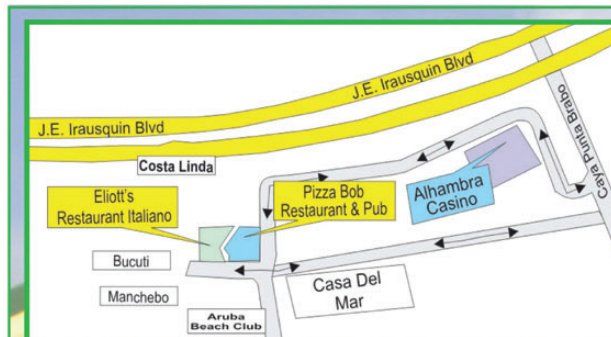 J.E. Irausquin Blvd
J.E. Irausquin Blvd
Caya Punta Brabo
Costa Linda
Eliott's
Restaurant Italiano
Pizza Bob
Restaurant & Pub
Alhambra
Casino
Bucuti
Manchebo
Casa Del
Mar
Aruba
Beach Club